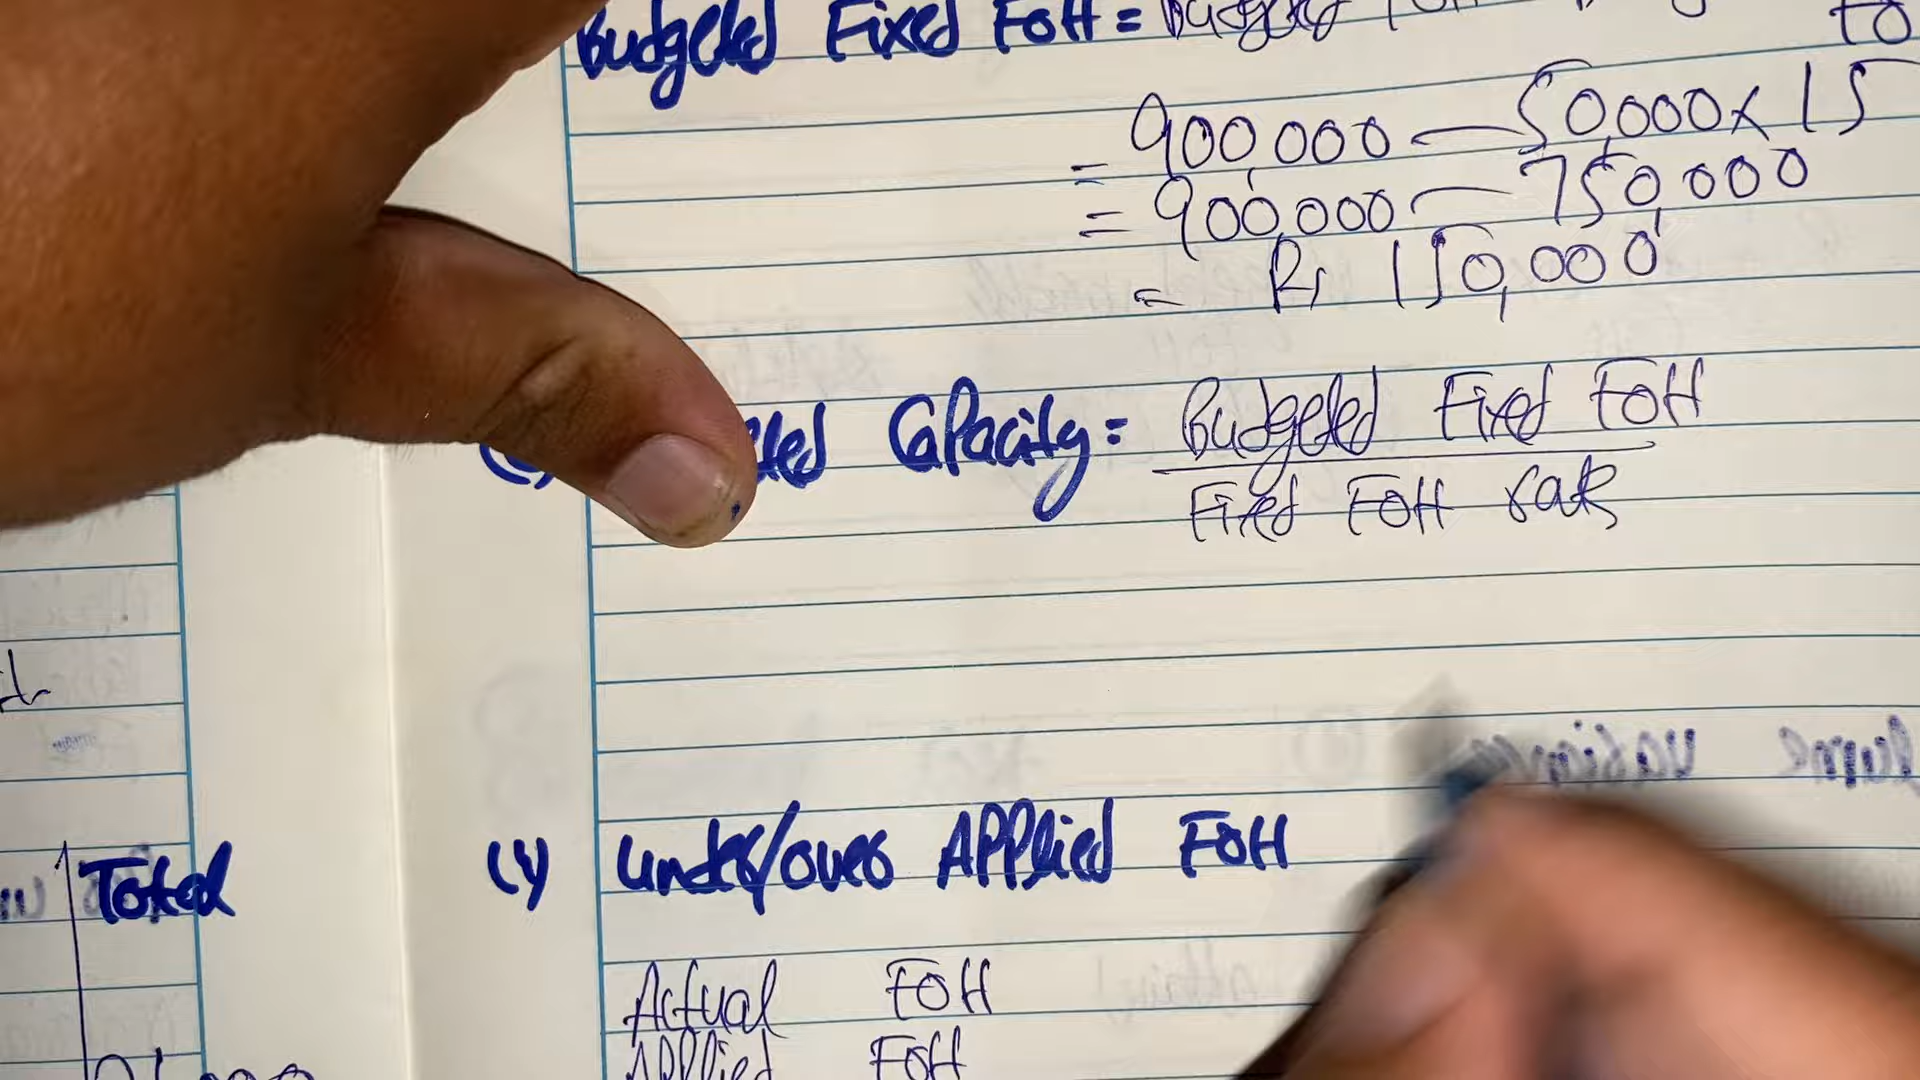 Budgeted Fixed FOH = Budgeted
= 900,000 — 50,000 x 15
= 900,000 — 750,000
= Rs 150,000
Capacity = Budgeted Fixed FOH
Fixed FOH rate
(Y) Under/over Applied FOH
Total
Actual FOH
Applied FOH